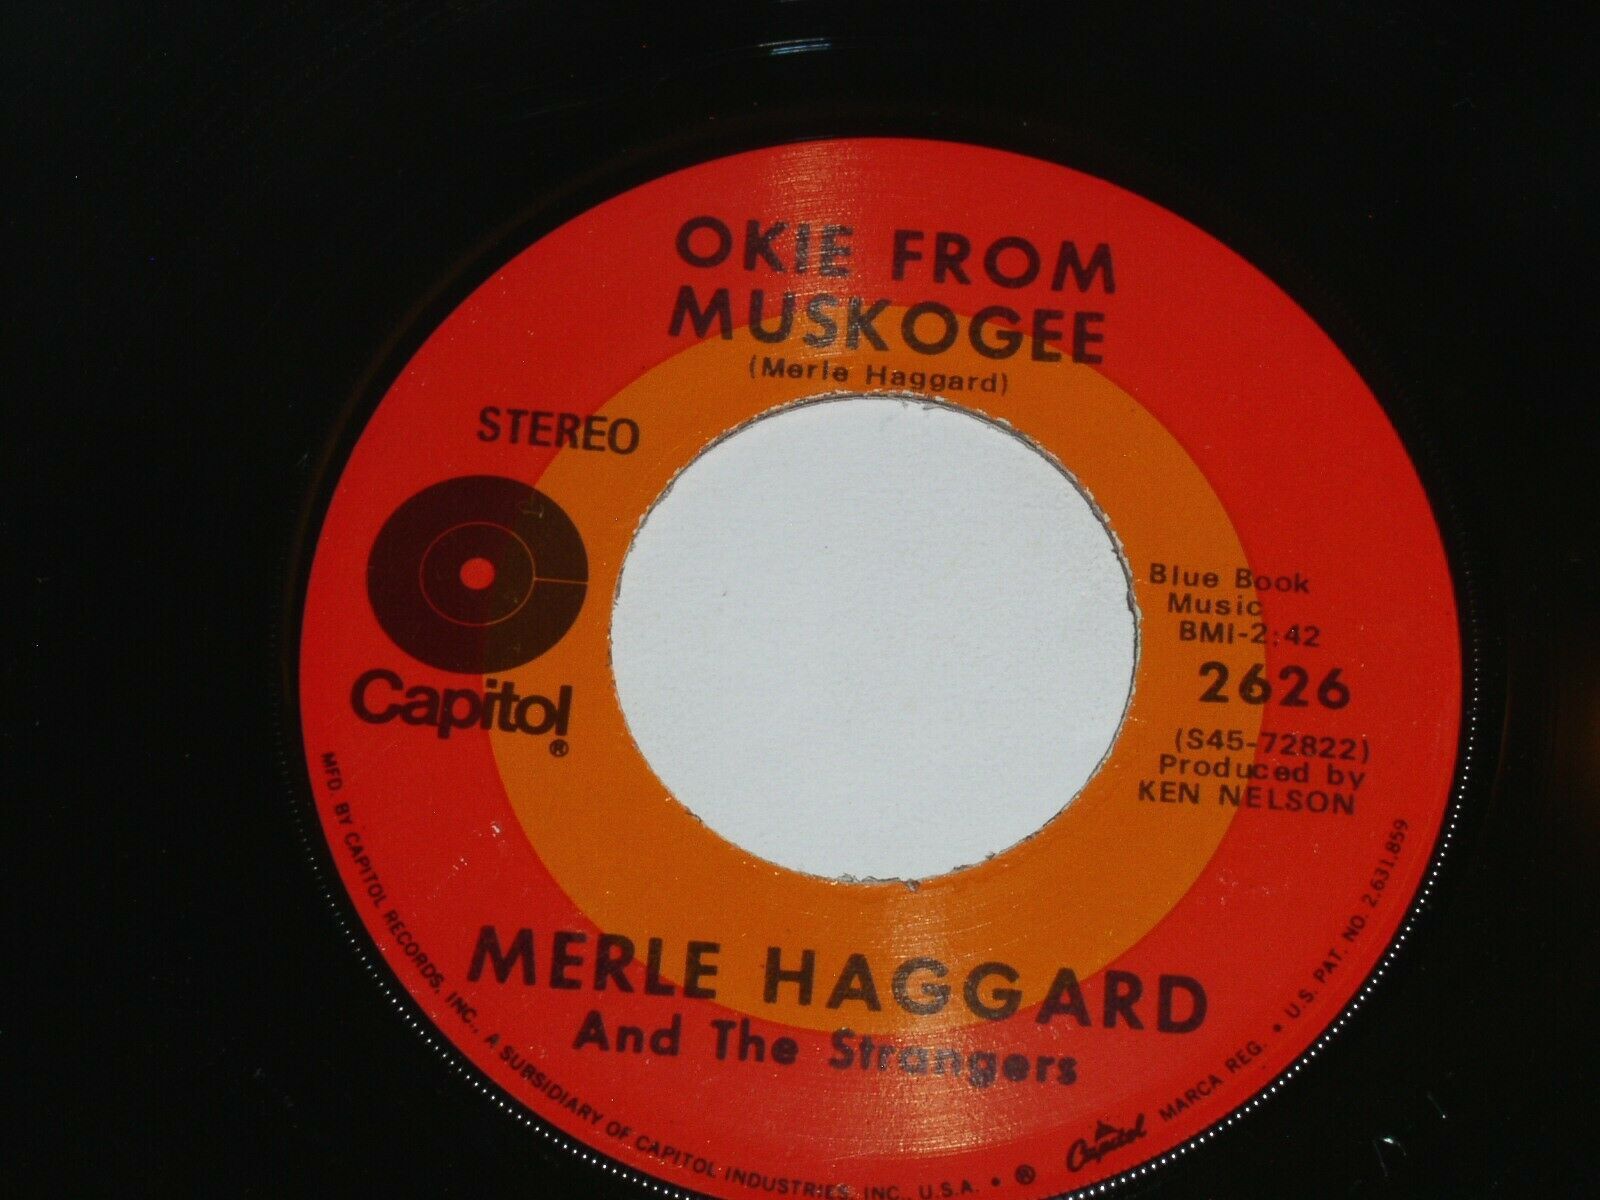 OKIE FROM
MUSKOGEE
(Merle Haggard)
STEREO
Capitol®
Blue Book
Music
BMI-2:42
2626
(S45-72822)
Produced by
KEN NELSON
MERLE HAGGARD
And The Strangers
MFD. BY CAPITOL RECORDS, INC., A SUBSIDIARY OF CAPITOL INDUSTRIES, INC., U.S.A. • ® Capitol MARCA REG. • U.S. PAT. NO. 2,631,859